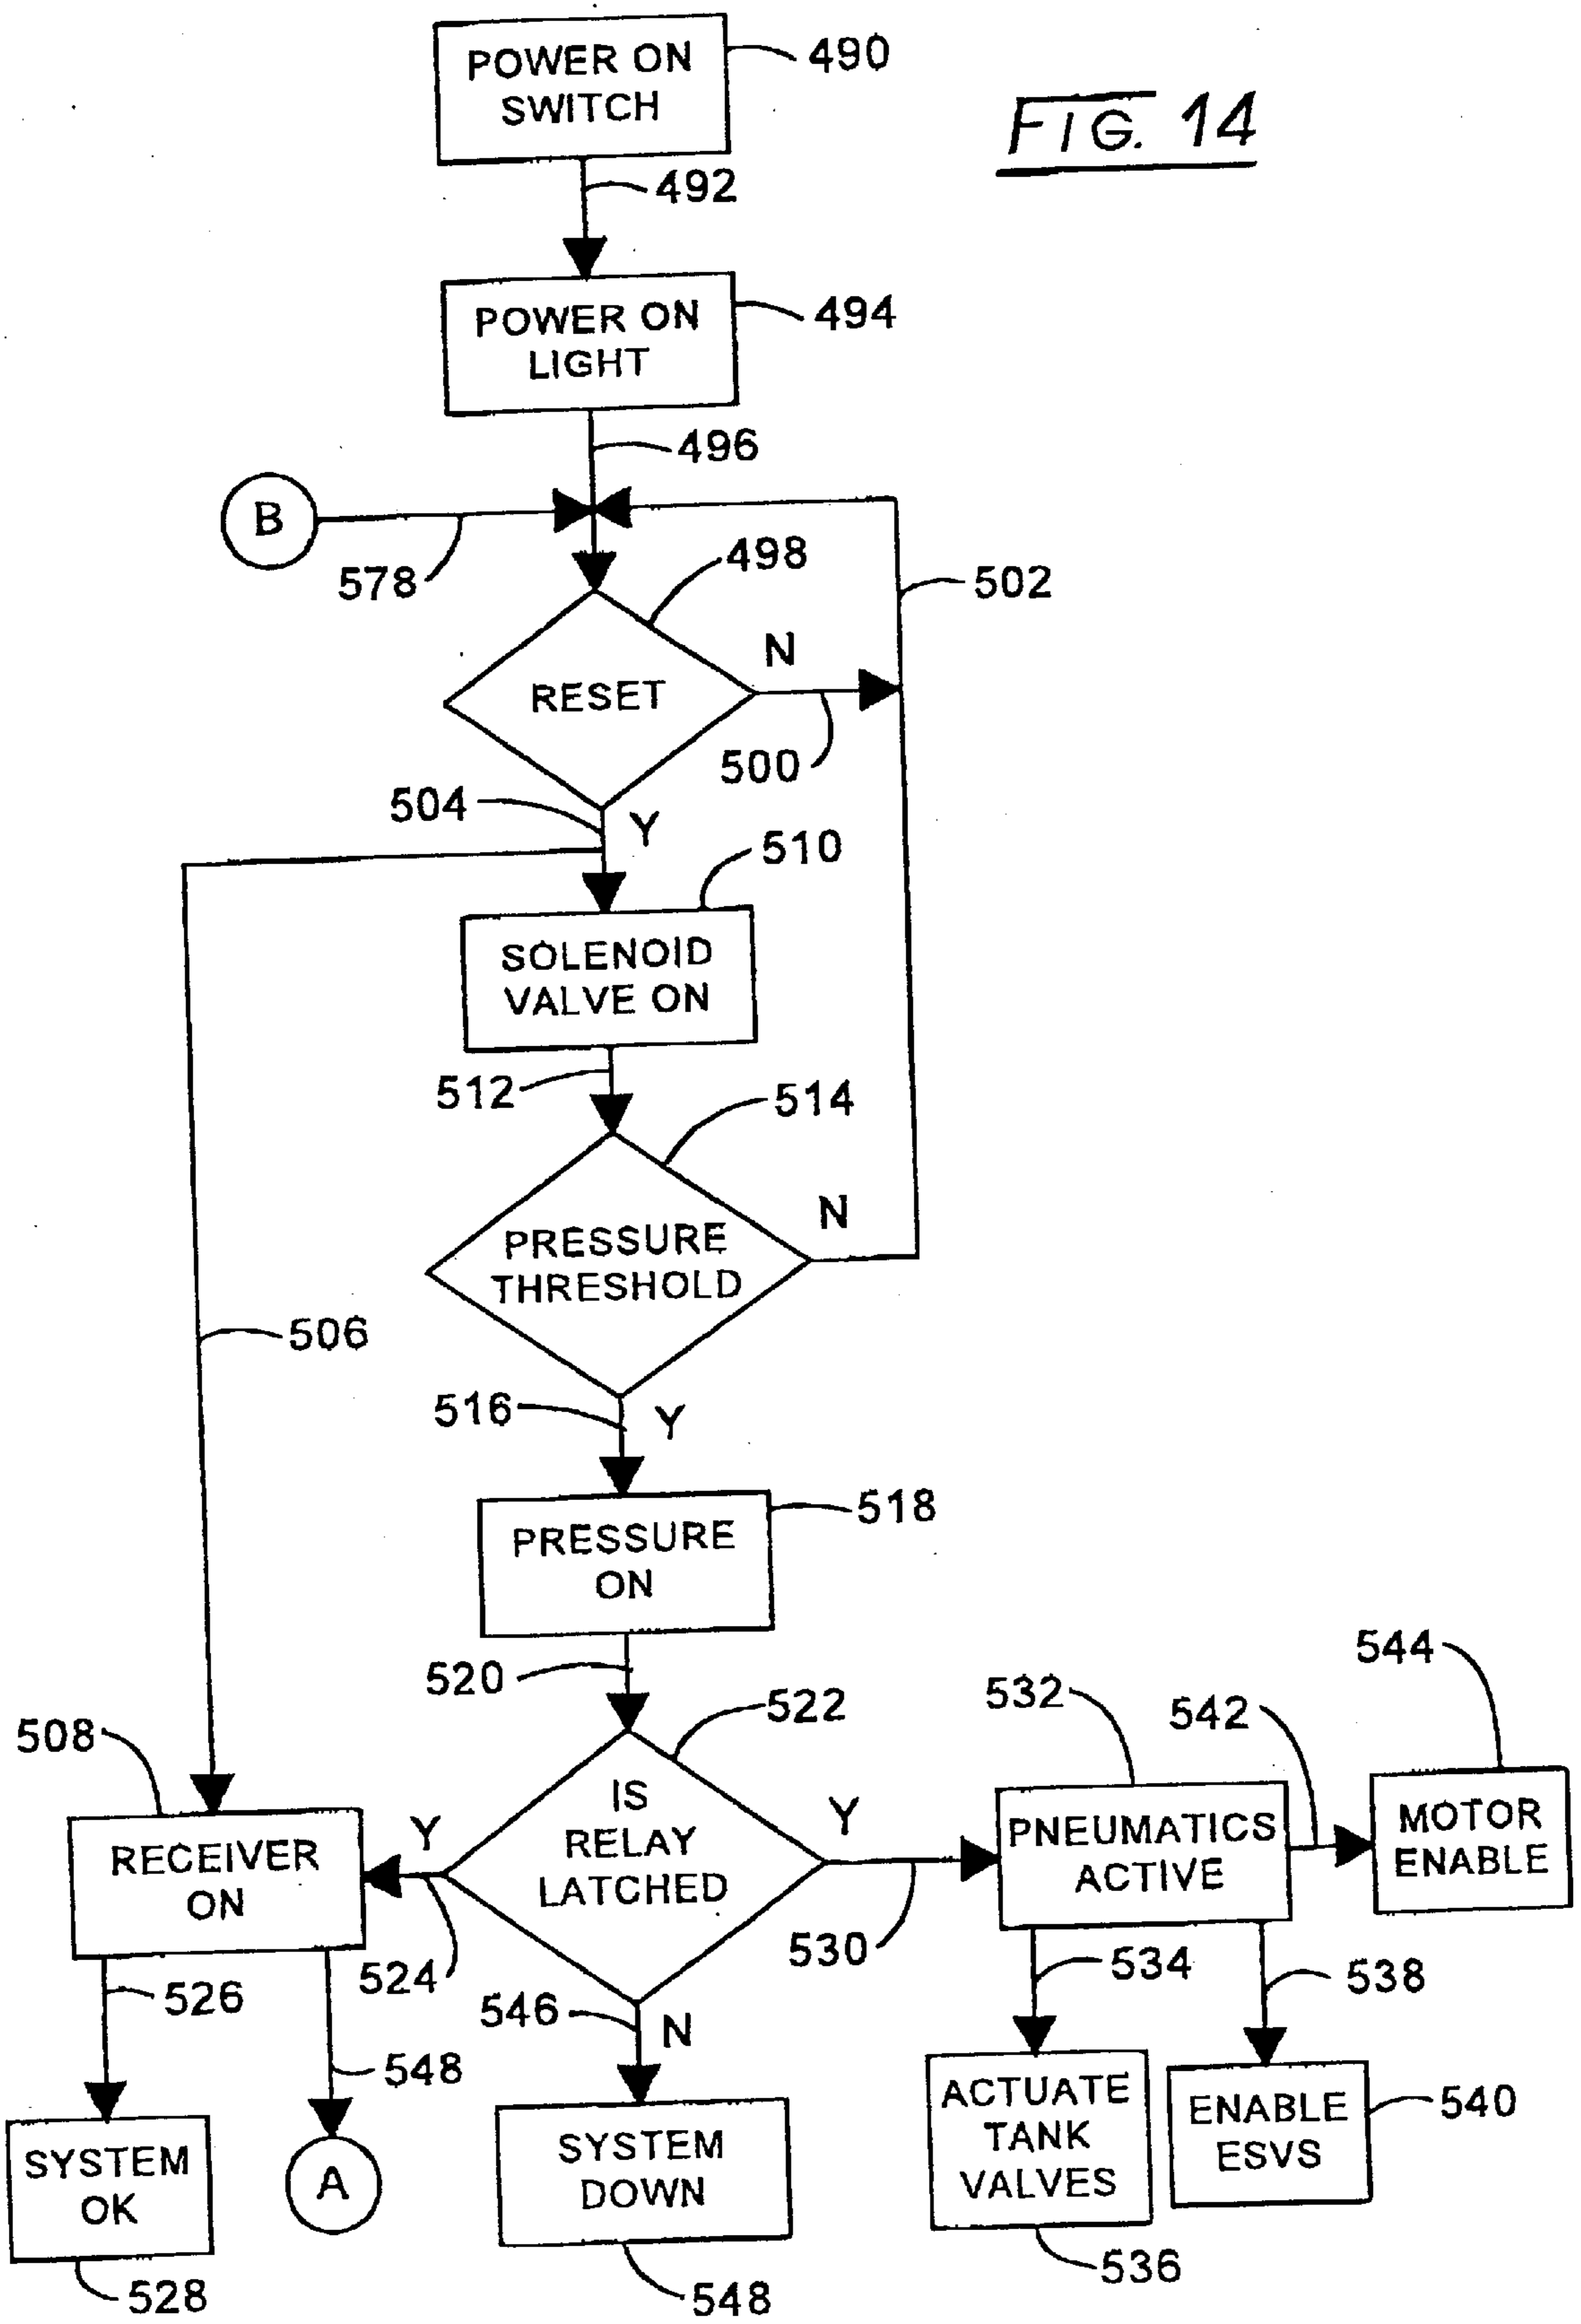 POWER ON
SWITCH
490
FIG. 14
492
POWER ON
LIGHT
494
496
B
578
498
502
N
RESET
500
504
Y
510
SOLENOID
VALVE ON
512
514
N
PRESSURE
THRESHOLD
506
516
Y
518
PRESSURE
ON
520
522
532
542
544
508
IS
RELAY
LATCHED
Y
Y
RECEIVER
ON
PNEUMATICS
ACTIVE
MOTOR
ENABLE
524
530
526
534
538
546
N
548
ACTUATE
TANK
VALVES
ENABLE
ESVS
540
SYSTEM
OK
A
SYSTEM
DOWN
528
548
536